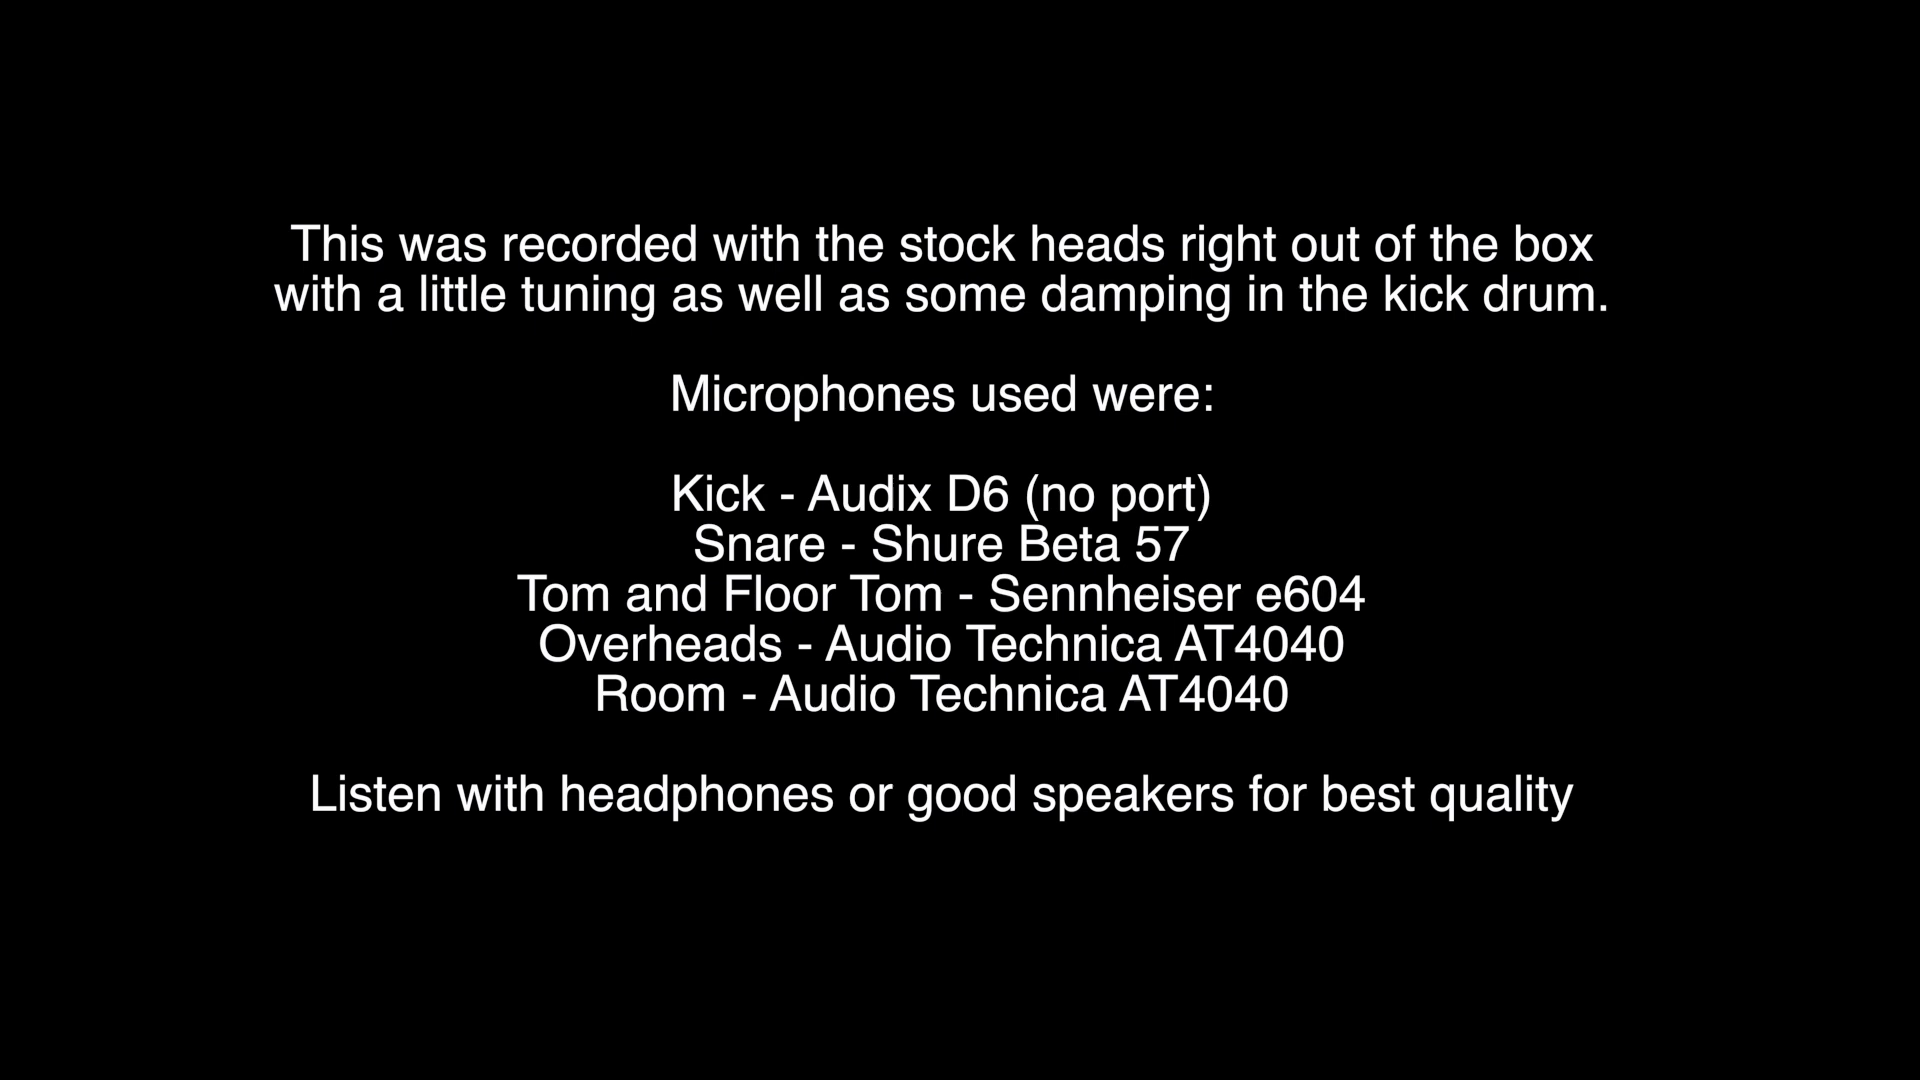 This was recorded with the stock heads right out of the box
with a little tuning as well as some damping in the kick drum.
Microphones used were:
Kick - Audix D6 (no port)
Snare - Shure Beta 57
Tom and Floor Tom - Sennheiser e604
Overheads - Audio Technica AT4040
Room - Audio Technica AT4040
Listen with headphones or good speakers for best quality